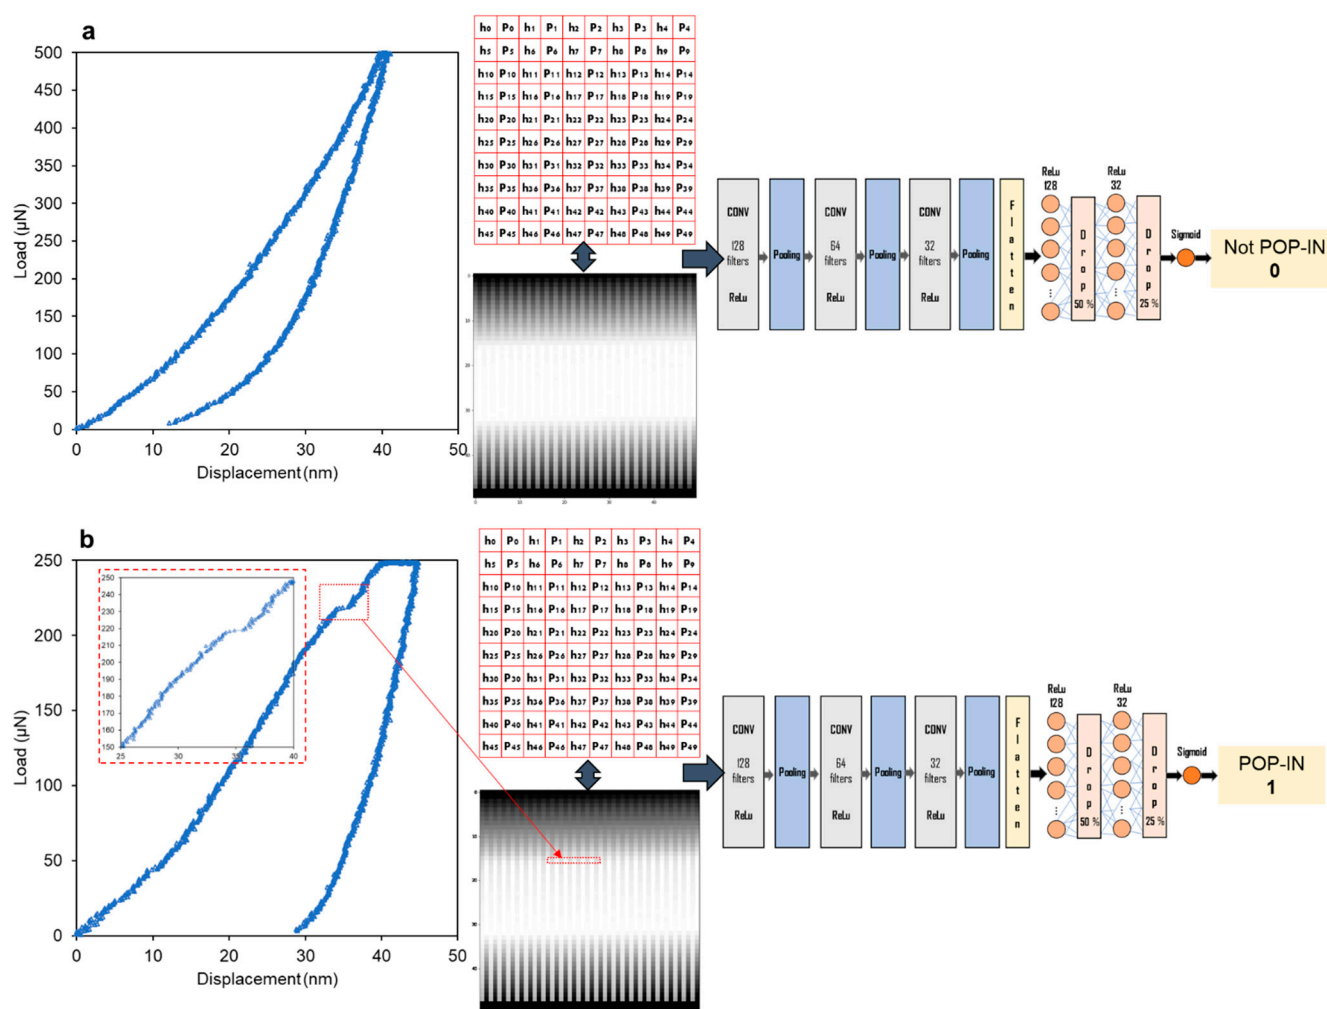 a
500
450
400
350
300
250
200
150
100
50
0
0 10 20 30 40 50
Load (µN)
Displacement (nm)
h0 P0 h1 P1 h2 P2 h3 P3 h4 P4
h5 P5 h6 P6 h7 P7 h8 P8 h9 P9
h10 P10 h11 P11 h12 P12 h13 P13 h14 P14
h15 P15 h16 P16 h17 P17 h18 P18 h19 P19
h20 P20 h21 P21 h22 P22 h23 P23 h24 P24
h25 P25 h26 P26 h27 P27 h28 P28 h29 P29
h30 P30 h31 P31 h32 P32 h33 P33 h34 P34
h35 P35 h36 P36 h37 P37 h38 P38 h39 P39
h40 P40 h41 P41 h42 P42 h43 P43 h44 P44
h45 P45 h46 P46 h47 P47 h48 P48 h49 P49
CONV
128
filters
ReLu
Pooling
CONV
64
filters
ReLu
Pooling
CONV
32
filters
ReLu
Pooling
Flatten
ReLu
128
Drop
50 %
ReLu
32
Drop
25 %
Sigmoid
Not POP-IN
0
b
250
200
150
100
50
0
0 10 20 30 40 50
Load (µN)
Displacement (nm)
250
240
230
220
210
200
190
180
170
160
150
25 30 35 40
h0 P0 h1 P1 h2 P2 h3 P3 h4 P4
h5 P5 h6 P6 h7 P7 h8 P8 h9 P9
h10 P10 h11 P11 h12 P12 h13 P13 h14 P14
h15 P15 h16 P16 h17 P17 h18 P18 h19 P19
h20 P20 h21 P21 h22 P22 h23 P23 h24 P24
h25 P25 h26 P26 h27 P27 h28 P28 h29 P29
h30 P30 h31 P31 h32 P32 h33 P33 h34 P34
h35 P35 h36 P36 h37 P37 h38 P38 h39 P39
h40 P40 h41 P41 h42 P42 h43 P43 h44 P44
h45 P45 h46 P46 h47 P47 h48 P48 h49 P49
CONV
128
filters
ReLu
Pooling
CONV
64
filters
ReLu
Pooling
CONV
32
filters
ReLu
Pooling
Flatten
ReLu
128
Drop
50 %
ReLu
32
Drop
25 %
Sigmoid
POP-IN
1